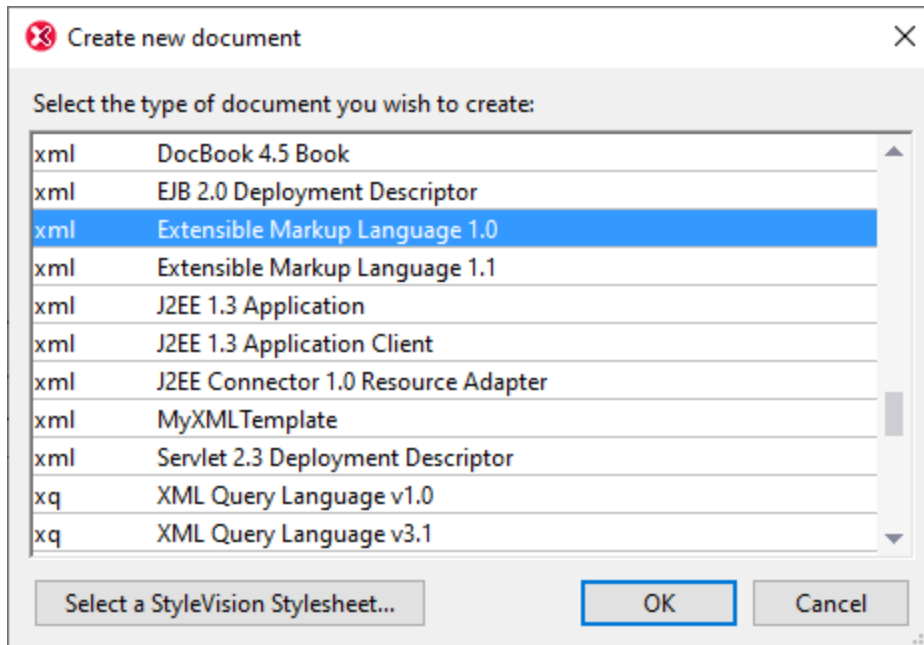 Create new document
Select the type of document you wish to create:
xml DocBook 4.5 Book
xml EJB 2.0 Deployment Descriptor
xml Extensible Markup Language 1.0
xml Extensible Markup Language 1.1
xml J2EE 1.3 Application
xml J2EE 1.3 Application Client
xml J2EE Connector 1.0 Resource Adapter
xml MyXMLTemplate
xml Servlet 2.3 Deployment Descriptor
xq XML Query Language v1.0
xq XML Query Language v3.1
Select a StyleVision Stylesheet... OK Cancel